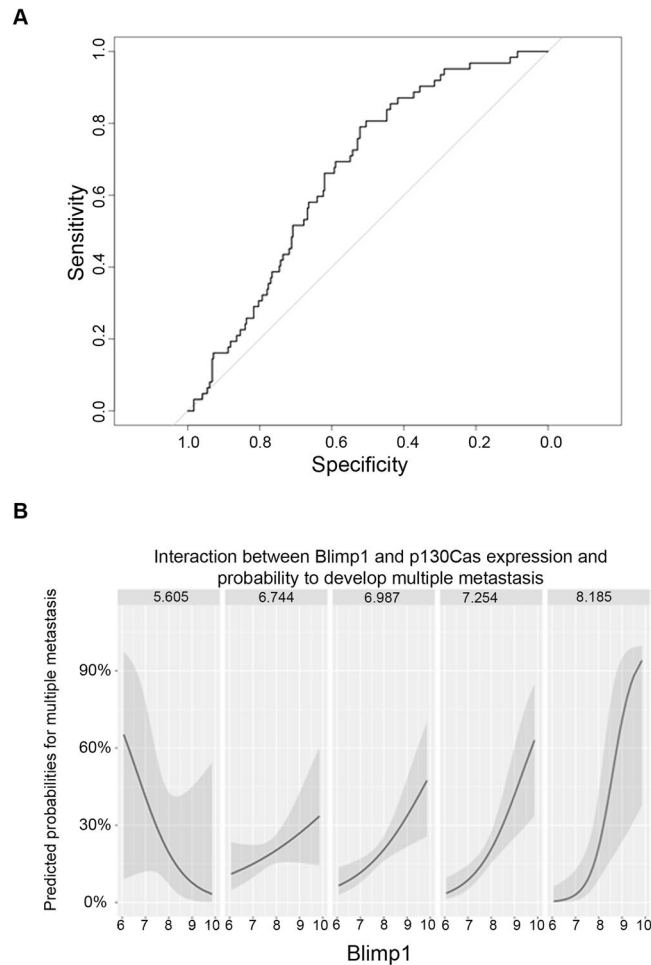 A
Sensitivity
1.0
0.8
0.6
0.4
0.2
0.0
1.0 0.8 0.6 0.4 0.2 0.0
Specificity
B
Interaction between Blimp1 and p130Cas expression and
probability to develop multiple metastasis
5.605 6.744 6.987 7.254 8.185
Predicted probabilities for multiple metastasis
90%
60%
30%
0%
6 7 8 9 10 6 7 8 9 10 6 7 8 9 10 6 7 8 9 10 6 7 8 9 10
Blimp1